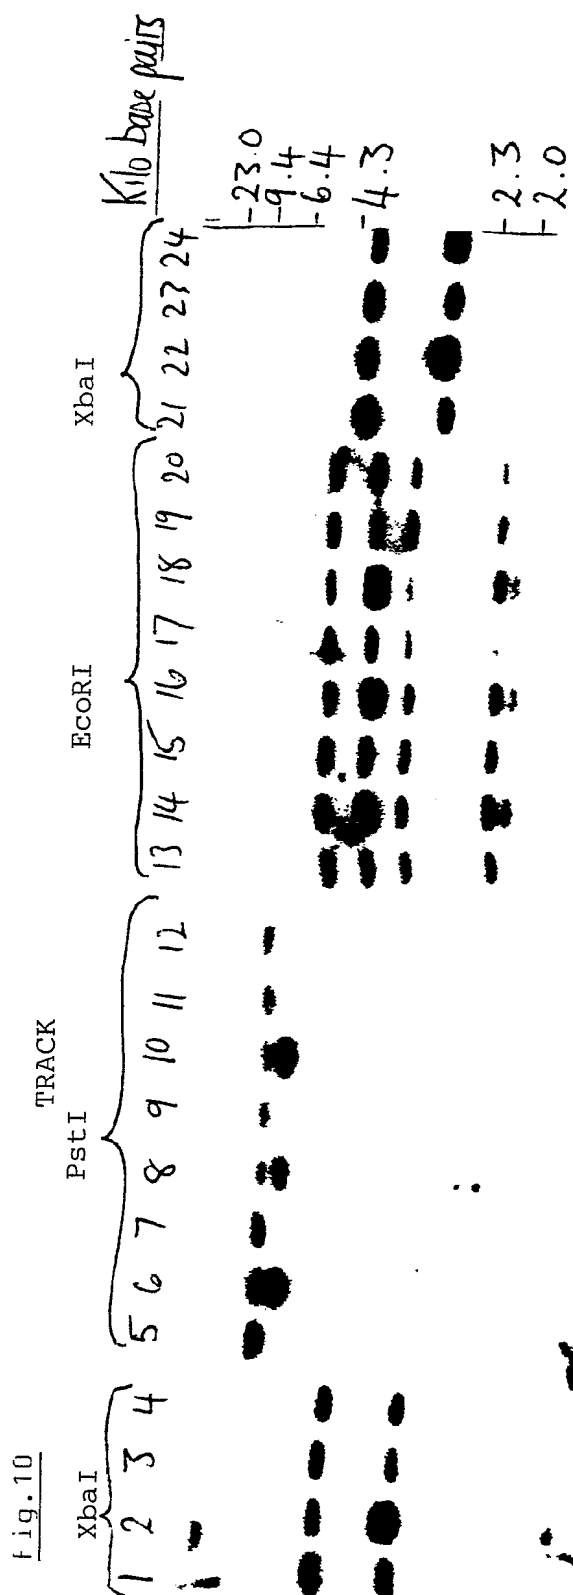 Fig.10
TRACK
XbaI PstI EcoRI XbaI
1 2 3 4 5 6 7 8 9 10 11 12 13 14 15 16 17 18 19 20 21 22 23 24
Kilo base pairs
-23.0
-9.4
-6.4
-4.3
-2.3
-2.0